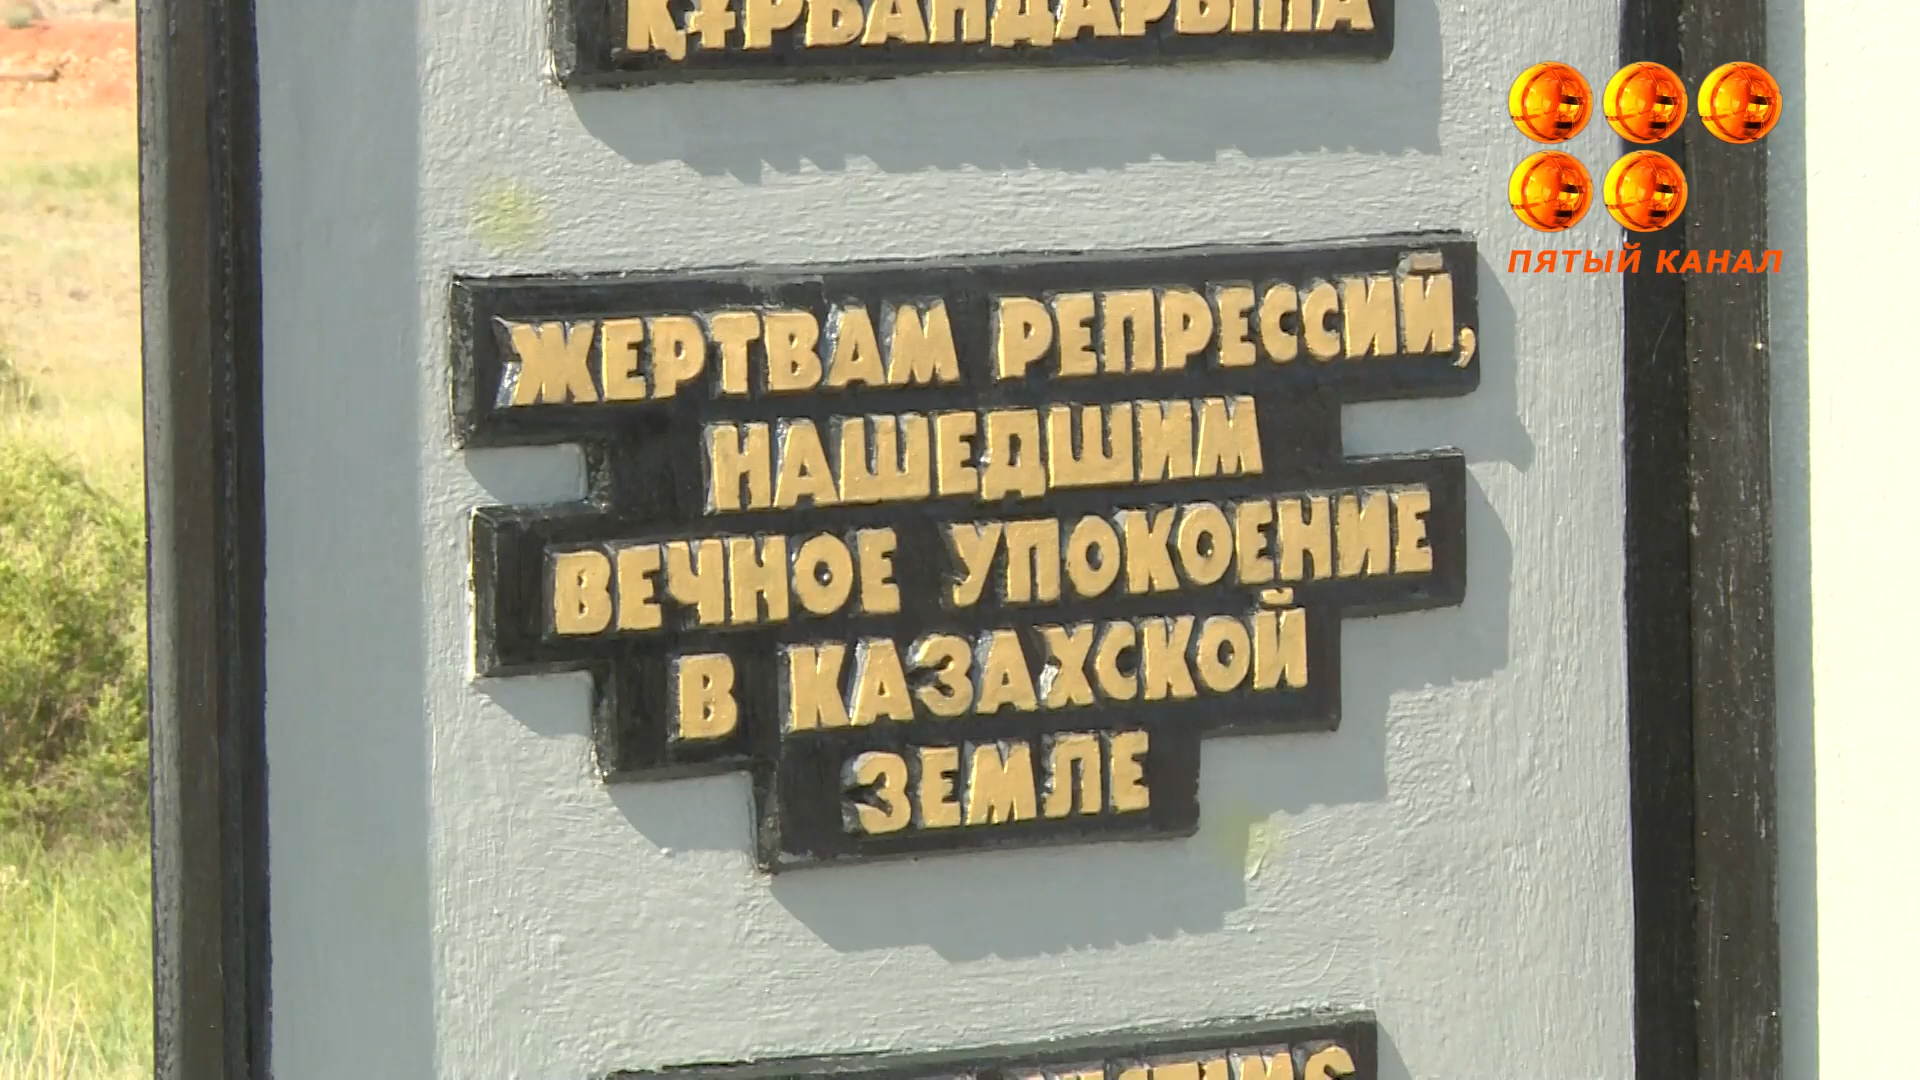 ҚҰРБАНДАРЫНА
ПЯТЫЙ КАНАЛ
ЖЕРТВАМ РЕПРЕССИЙ,
НАШЕДШИМ
ВЕЧНОЕ УПОКОЕНИЕ
В КАЗАХСКОЙ
ЗЕМЛЕ